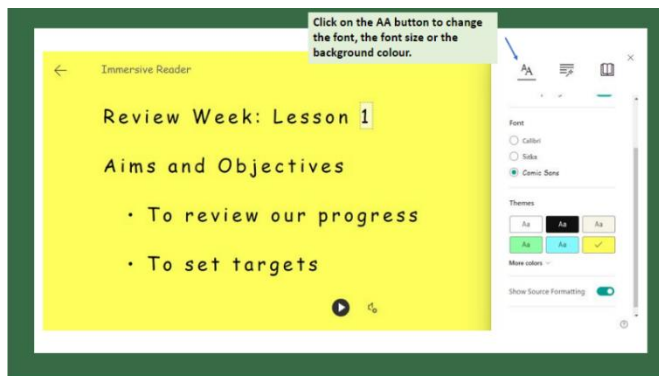 Click on the AA button to change
the font, the font size or the
background colour.
Immersive Reader
AA
Review Week: Lesson 1
Aims and Objectives
• To review our progress
• To set targets
Font
Calibri
Sitka
Comic Sans
Themes
Aa Aa Aa
Aa Aa
More colors
Show Source Formatting